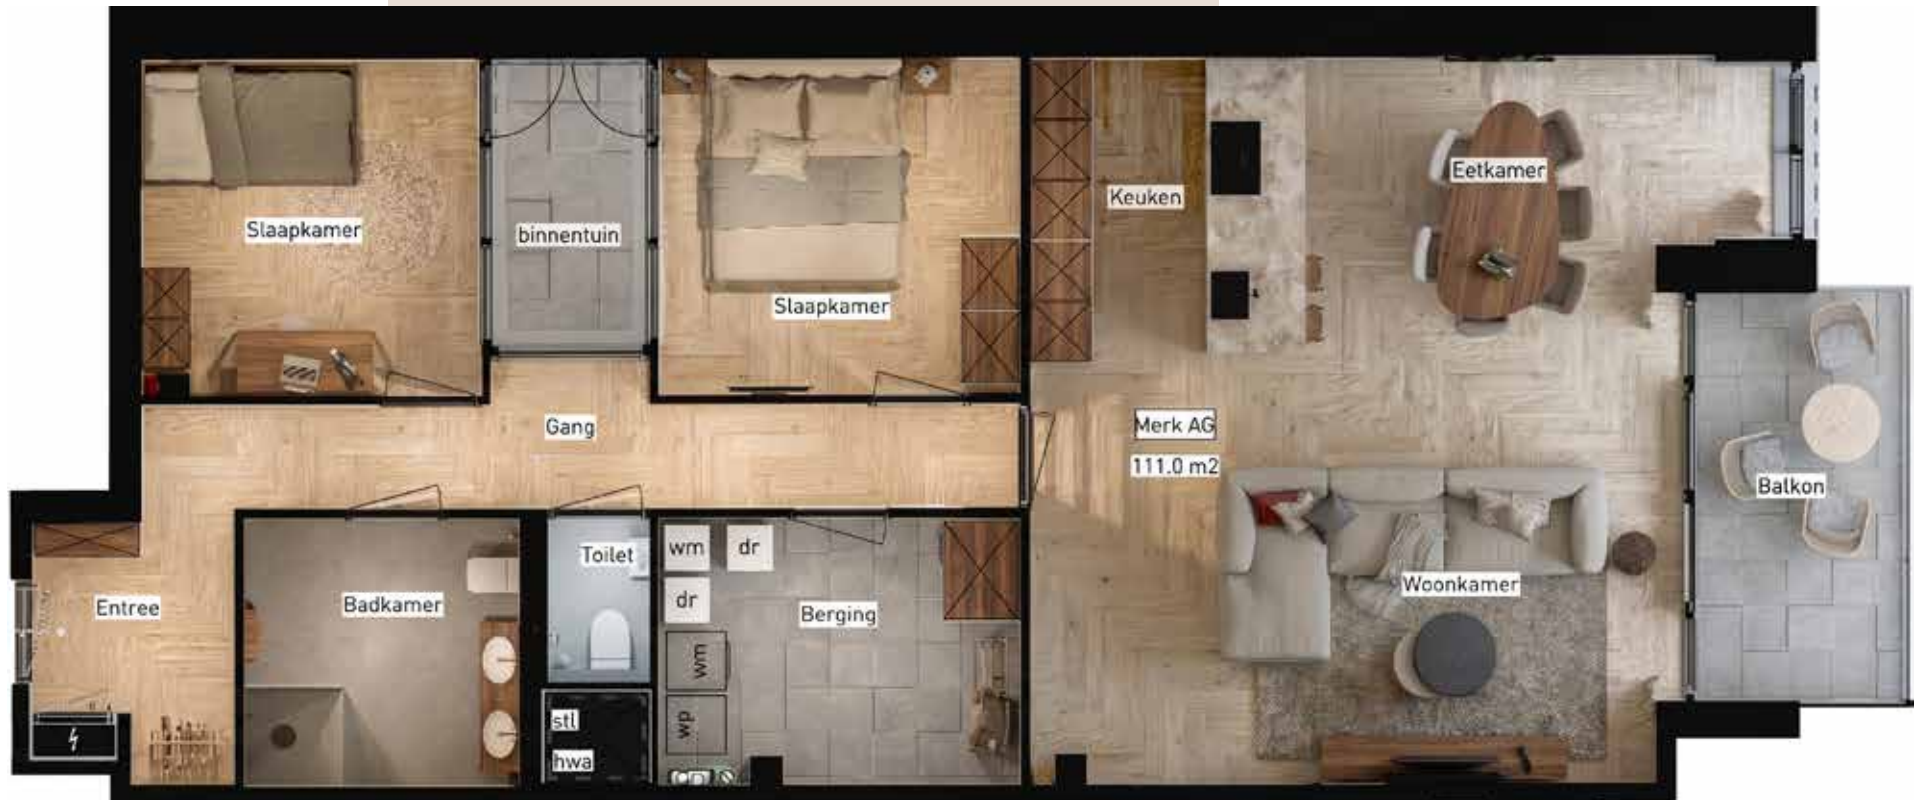 Slaapkamer
binnentuin
Slaapkamer
Keuken
Eetkamer
Gang
Merk AG
111.0 m2
Balkon
Entree
Badkamer
Toilet
wm
dr
dr
wm
wp
Berging
Woonkamer
stl
hwa